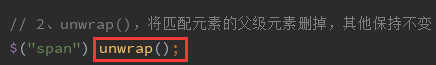 // 2、unwrap(), 将匹配元素的父级元素删掉，其他保持不变
$("span") unwrap();